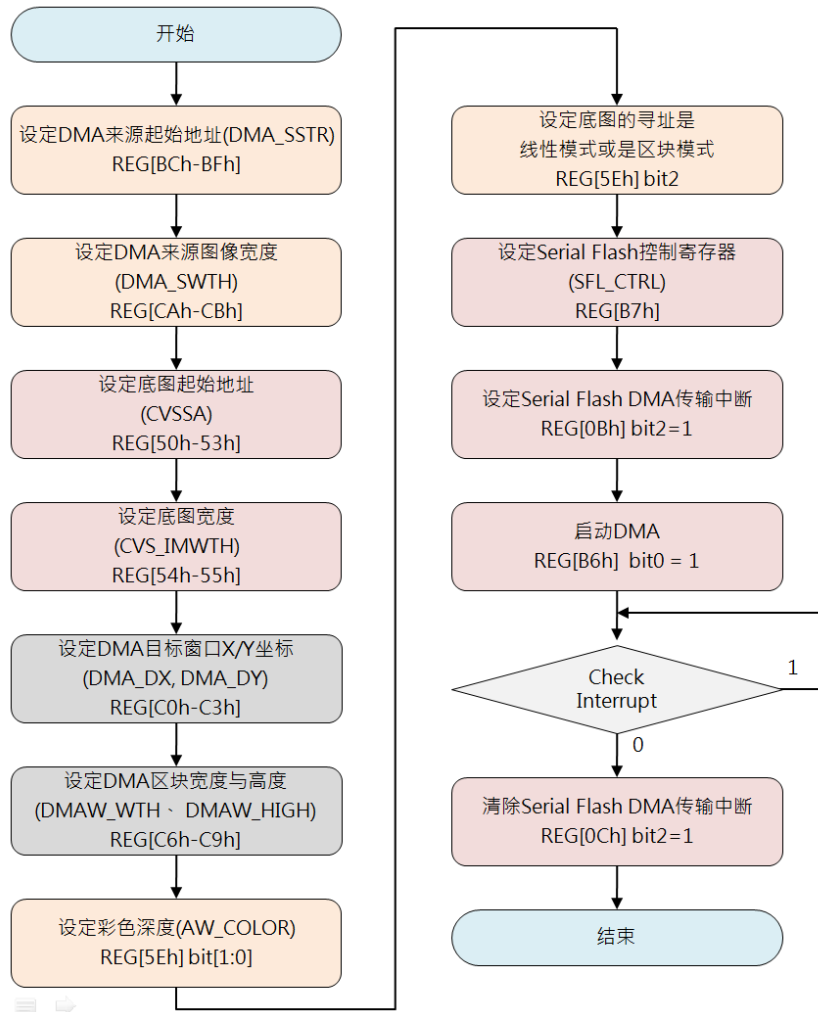 开始
设定DMA来源起始地址(DMA_SSTR)
REG[BCh-BFh]
设定DMA来源图像宽度
(DMA_SWTH)
REG[CAh-CBh]
设定底图起始地址
(CVSSA)
REG[50h-53h]
设定底图宽度
(CVS_IMWTH)
REG[54h-55h]
设定DMA目标窗口X/Y坐标
(DMA_DX, DMA_DY)
REG[C0h-C3h]
设定DMA区块宽度与高度
(DMAW_WTH、 DMAW_HIGH)
REG[C6h-C9h]
设定彩色深度(AW_COLOR)
REG[5Eh] bit[1:0]
设定底图的寻址是
线性模式或是区块模式
REG[5Eh] bit2
设定Serial Flash控制寄存器
(SFL_CTRL)
REG[B7h]
设定Serial Flash DMA传输中断
REG[0Bh] bit2=1
启动DMA
REG[B6h]  bit0 = 1
Check
Interrupt
1
0
清除Serial Flash DMA传输中断
REG[0Ch] bit2=1
结束